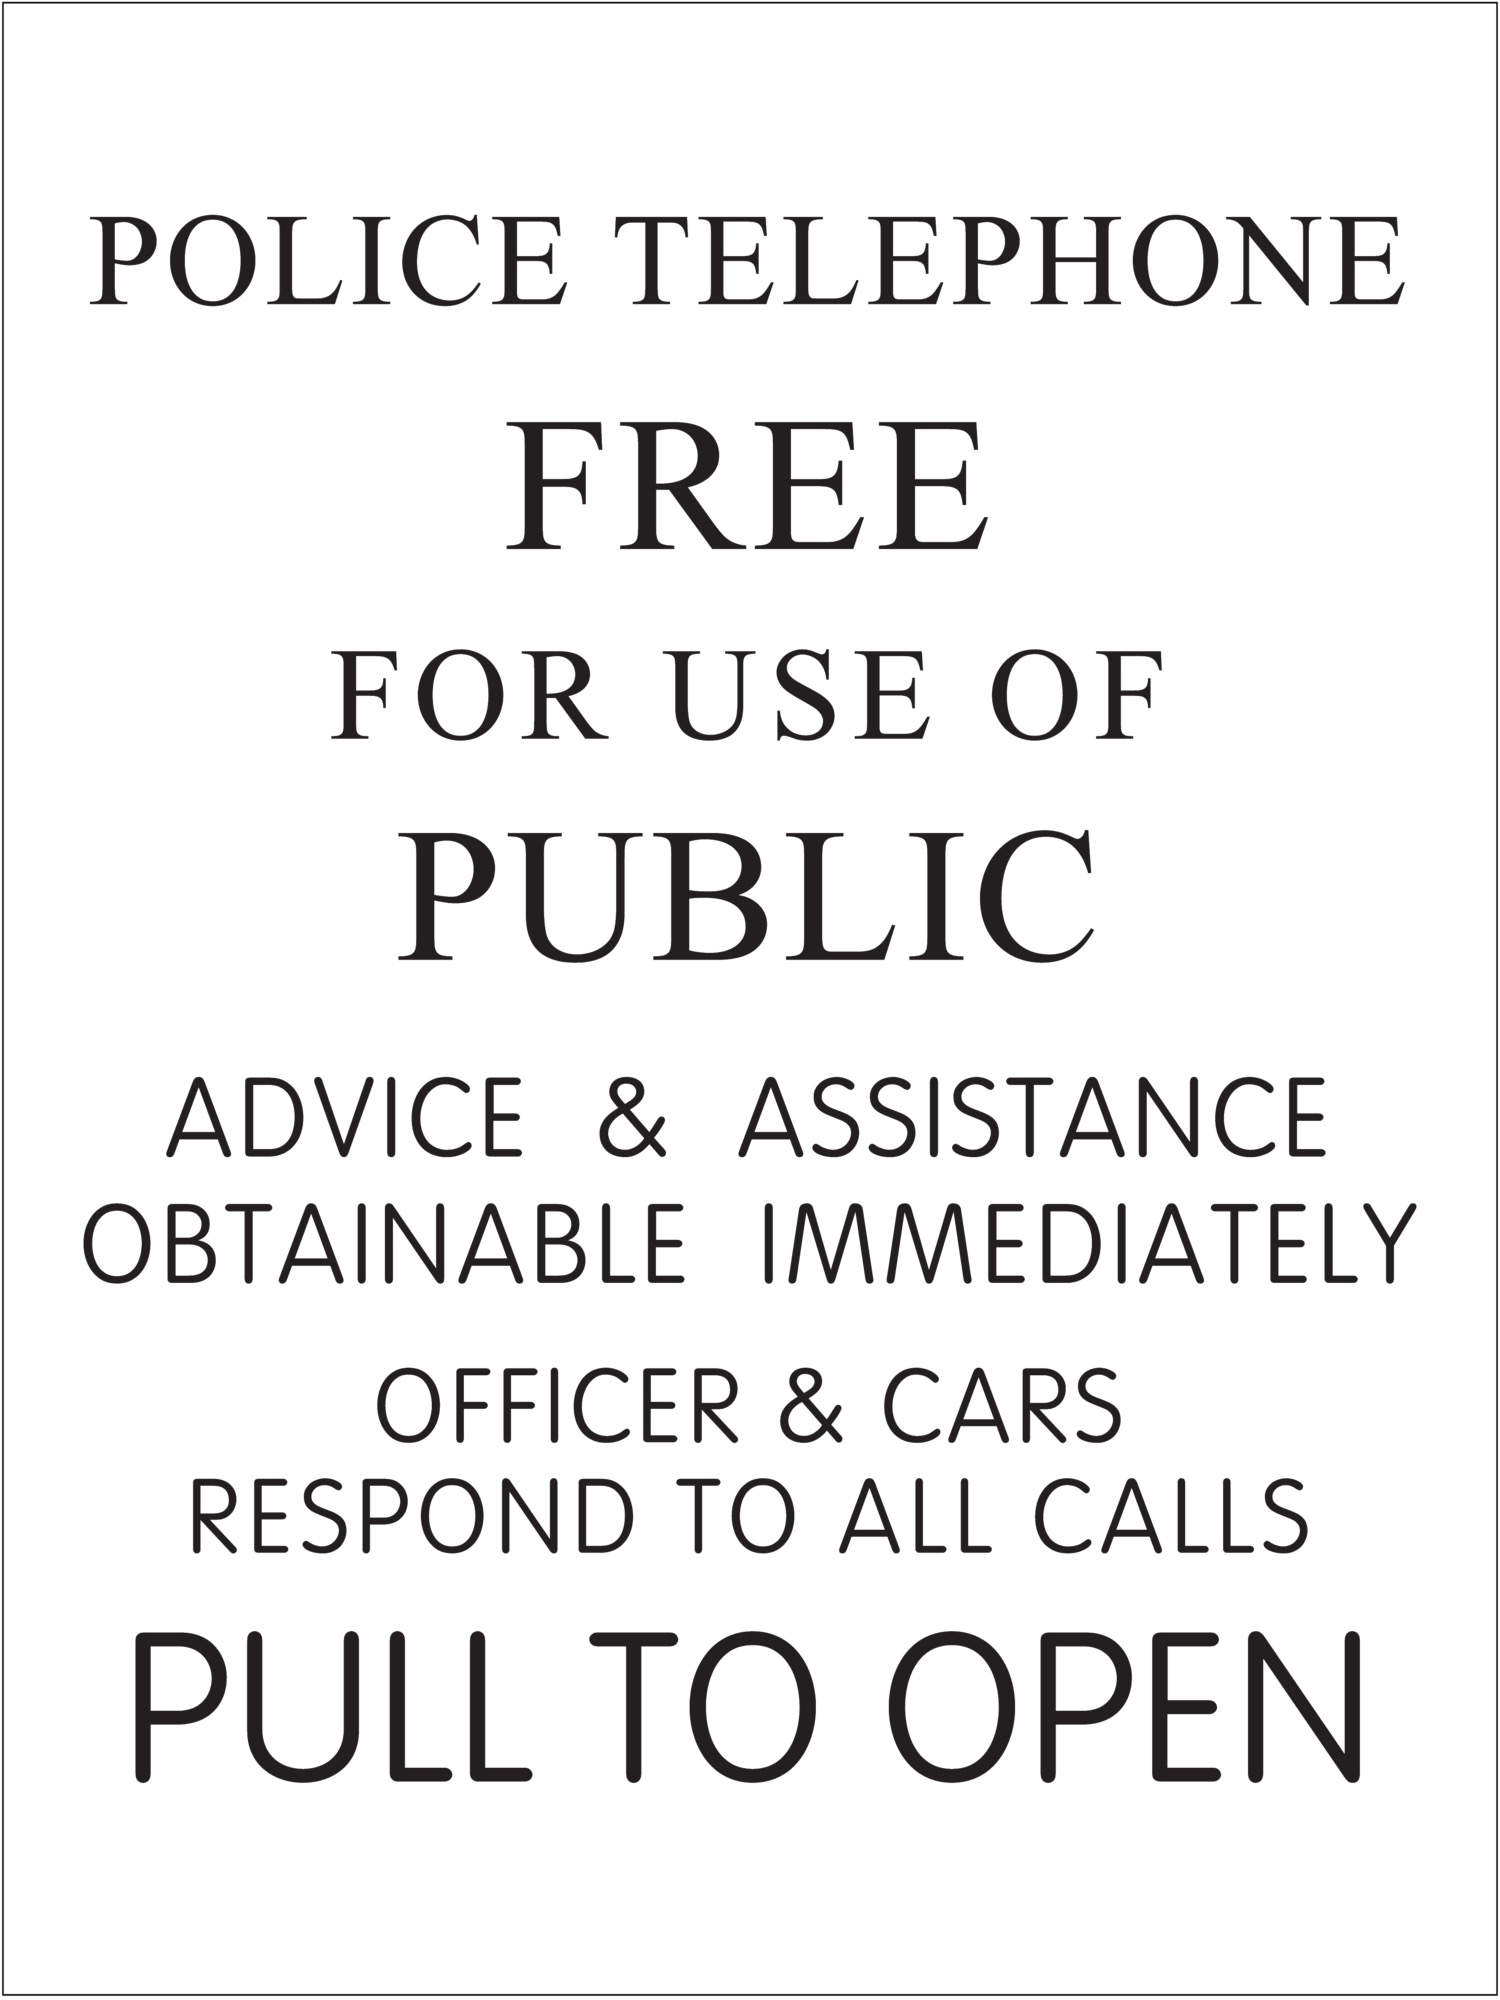 POLICE TELEPHONE
FREE
FOR USE OF
PUBLIC
ADVICE & ASSISTANCE
OBTAINABLE IMMEDIATELY
OFFICER & CARS
RESPOND TO ALL CALLS
PULL TO OPEN